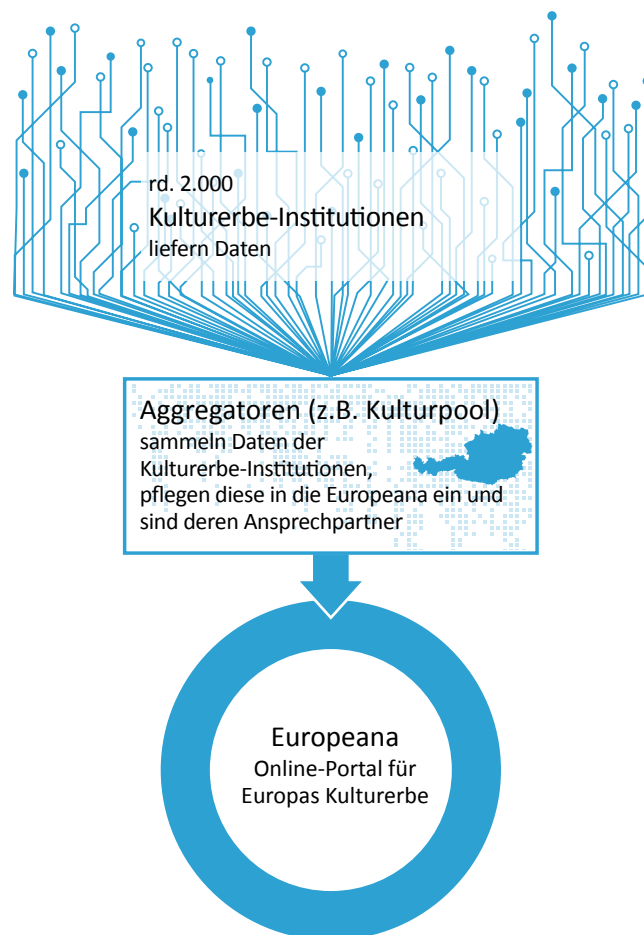 rd. 2.000
Kulturerbe-Institutionen
liefern Daten
Aggregatoren (z.B. Kulturpool)
sammeln Daten der
Kulturerbe-Institutionen,
pflegen diese in die Europeana ein und
sind deren Ansprechpartner
Europeana
Online-Portal für
Europas Kulturerbe